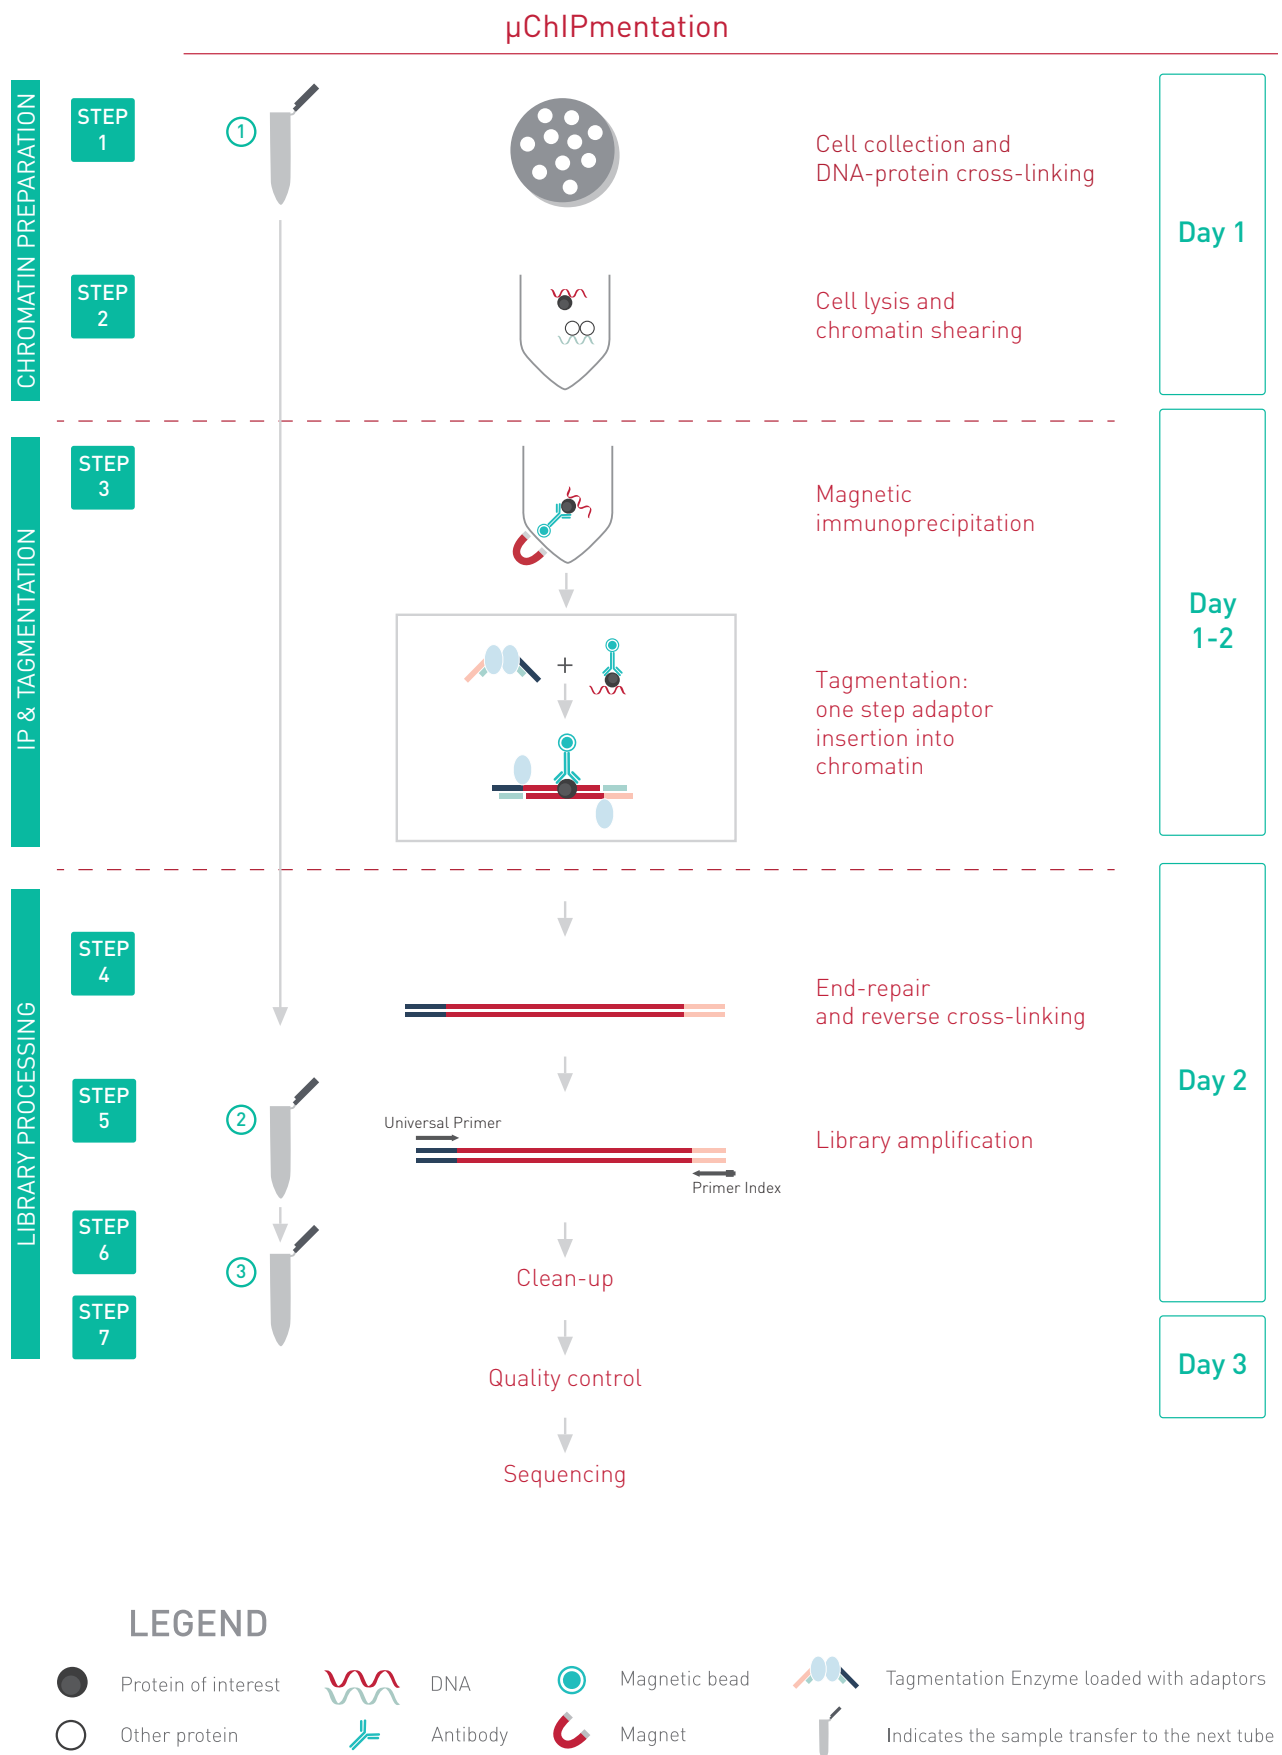 µChIPmentation
CHROMATIN PREPARATION
STEP
1
1
Cell collection and
DNA-protein cross-linking
Day 1
STEP
2
Cell lysis and
chromatin shearing
IP & TAGMENTATION
STEP
3
Magnetic
immunoprecipitation
Day
1-2
+
Tagmentation:
one step adaptor
insertion into
chromatin
LIBRARY PROCESSING
STEP
4
End-repair
and reverse cross-linking
Day 2
STEP
5
2
Universal Primer
Library amplification
Primer Index
STEP
6
3
Clean-up
STEP
7
Quality control
Day 3
Sequencing
LEGEND
Protein of interest
DNA
Magnetic bead
Tagmentation Enzyme loaded with adaptors
Other protein
Antibody
Magnet
Indicates the sample transfer to the next tube